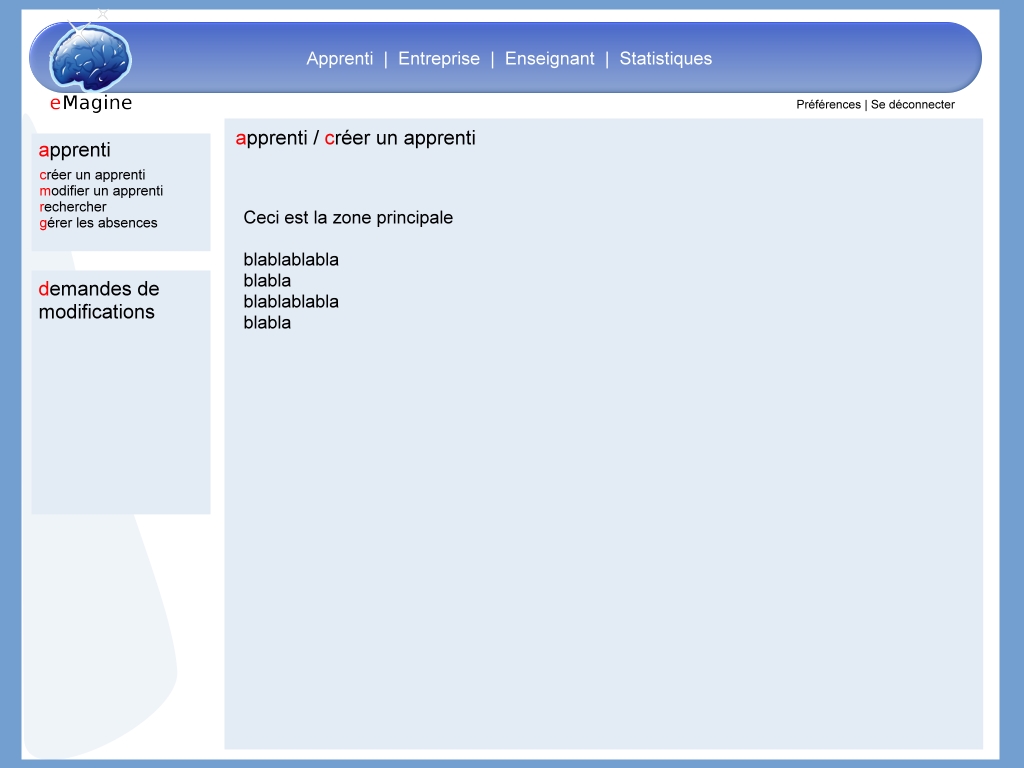 Apprenti | Entreprise | Enseignant | Statistiques
eMagine
Préférences | Se déconnecter
apprenti
créer un apprenti
modifier un apprenti
rechercher
gérer les absences
demandes de
modifications
apprenti / créer un apprenti
Ceci est la zone principale
blablablabla
blabla
blablablabla
blabla